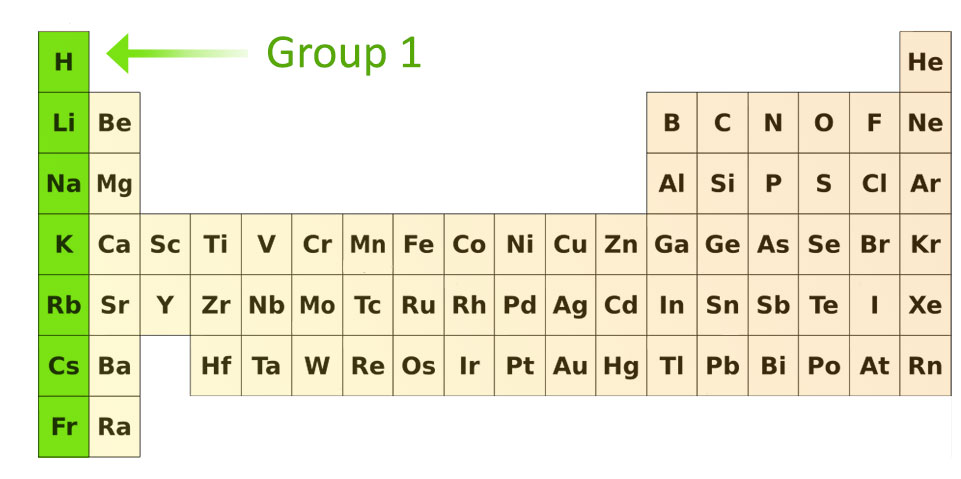 H Group 1 He
Li Be B C N O F Ne
Na Mg Al Si P S Cl Ar
K Ca Sc Ti V Cr Mn Fe Co Ni Cu Zn Ga Ge As Se Br Kr
Rb Sr Y Zr Nb Mo Tc Ru Rh Pd Ag Cd In Sn Sb Te I Xe
Cs Ba Hf Ta W Re Os Ir Pt Au Hg Tl Pb Bi Po At Rn
Fr Ra